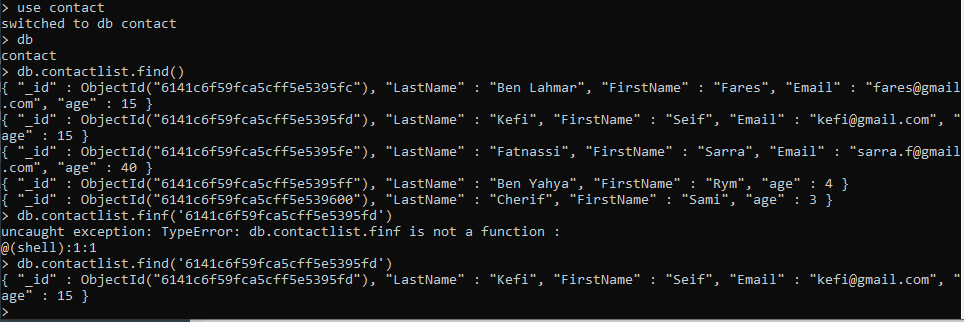 > use contact
switched to db contact
> db
contact
> db.contactlist.find()
{ "_id" : ObjectId("6141c6f59fca5cff5e5395fc"), "LastName" : "Ben Lahmar", "FirstName" : "Fares", "Email" : "fares@gmail
.com", "age" : 15 }
{ "_id" : ObjectId("6141c6f59fca5cff5e5395fd"), "LastName" : "Kefi", "FirstName" : "Seif", "Email" : "kefi@gmail.com", "
age" : 15 }
{ "_id" : ObjectId("6141c6f59fca5cff5e5395fe"), "LastName" : "Fatnassi", "FirstName" : "Sarra", "Email" : "sarra.f@gmail
.com", "age" : 40 }
{ "_id" : ObjectId("6141c6f59fca5cff5e5395ff"), "LastName" : "Ben Yahya", "FirstName" : "Rym", "age" : 4 }
{ "_id" : ObjectId("6141c6f59fca5cff5e539600"), "LastName" : "Cherif", "FirstName" : "Sami", "age" : 3 }
> db.contactlist.finf('6141c6f59fca5cff5e5395fd')
uncaught exception: TypeError: db.contactlist.finf is not a function :
@(shell):1:1
> db.contactlist.find('6141c6f59fca5cff5e5395fd')
{ "_id" : ObjectId("6141c6f59fca5cff5e5395fd"), "LastName" : "Kefi", "FirstName" : "Seif", "Email" : "kefi@gmail.com", "
age" : 15 }
>